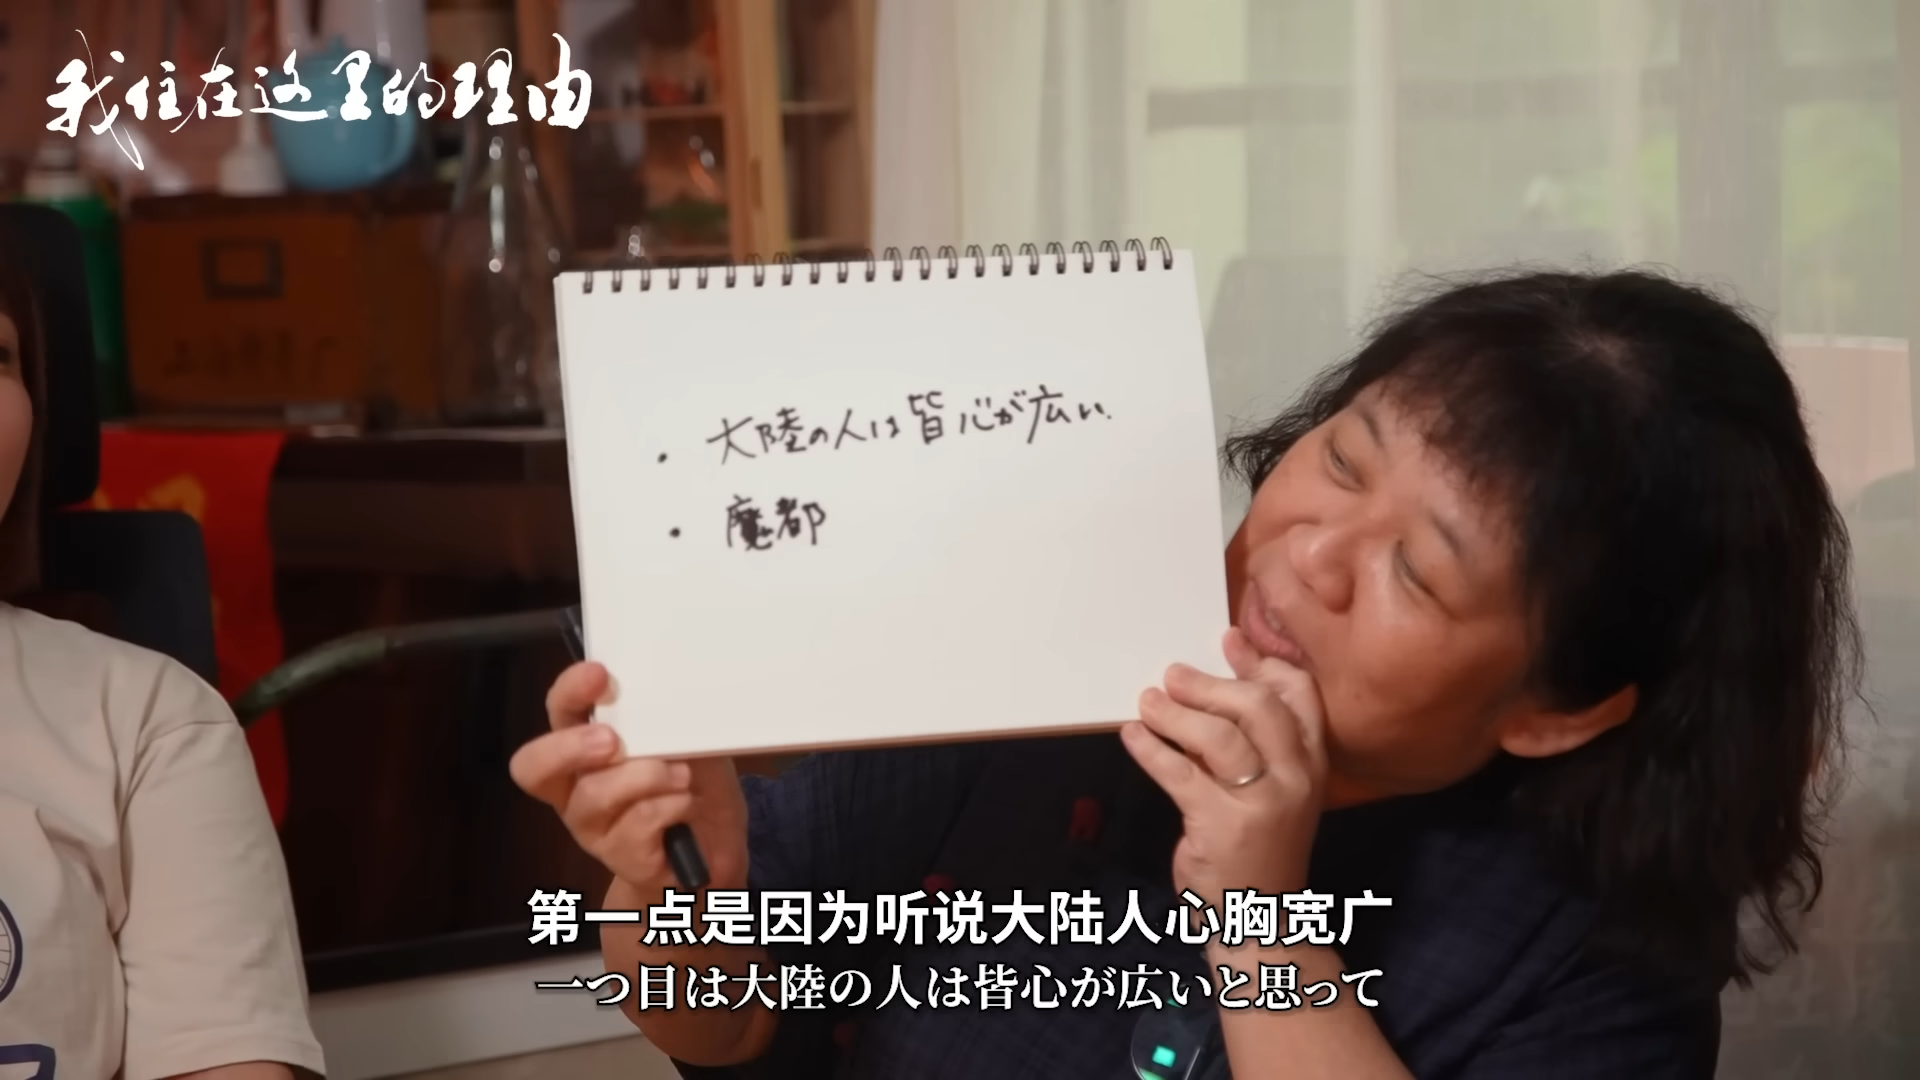 我住在这里的理由
・大陸の人は皆心が広い.
・魔都
第一点是因为听说大陆人心胸宽广
一つ目は大陸の人は皆心が広いと思って